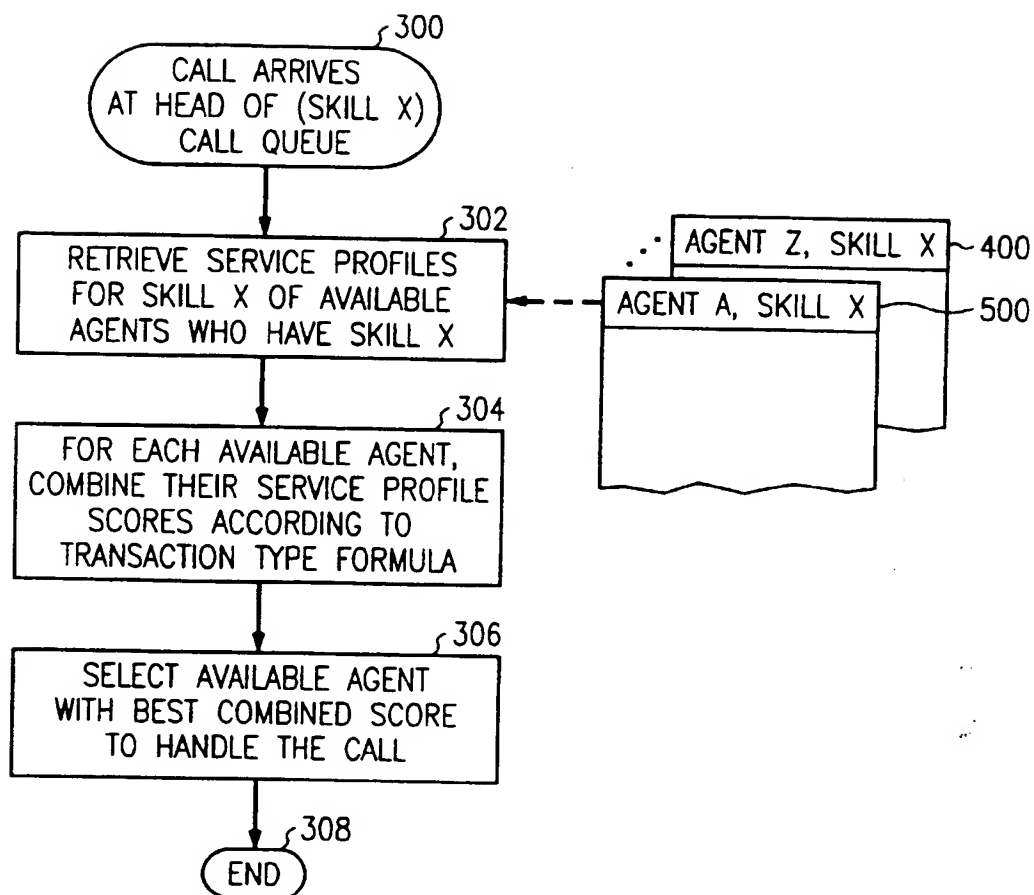 300
CALL ARRIVES
AT HEAD OF (SKILL X)
CALL QUEUE
302
RETRIEVE SERVICE PROFILES
FOR SKILL X OF AVAILABLE
AGENTS WHO HAVE SKILL X
AGENT Z, SKILL X
400
AGENT A, SKILL X
500
304
FOR EACH AVAILABLE AGENT,
COMBINE THEIR SERVICE PROFILE
SCORES ACCORDING TO
TRANSACTION TYPE FORMULA
306
SELECT AVAILABLE AGENT
WITH BEST COMBINED SCORE
TO HANDLE THE CALL
308
END